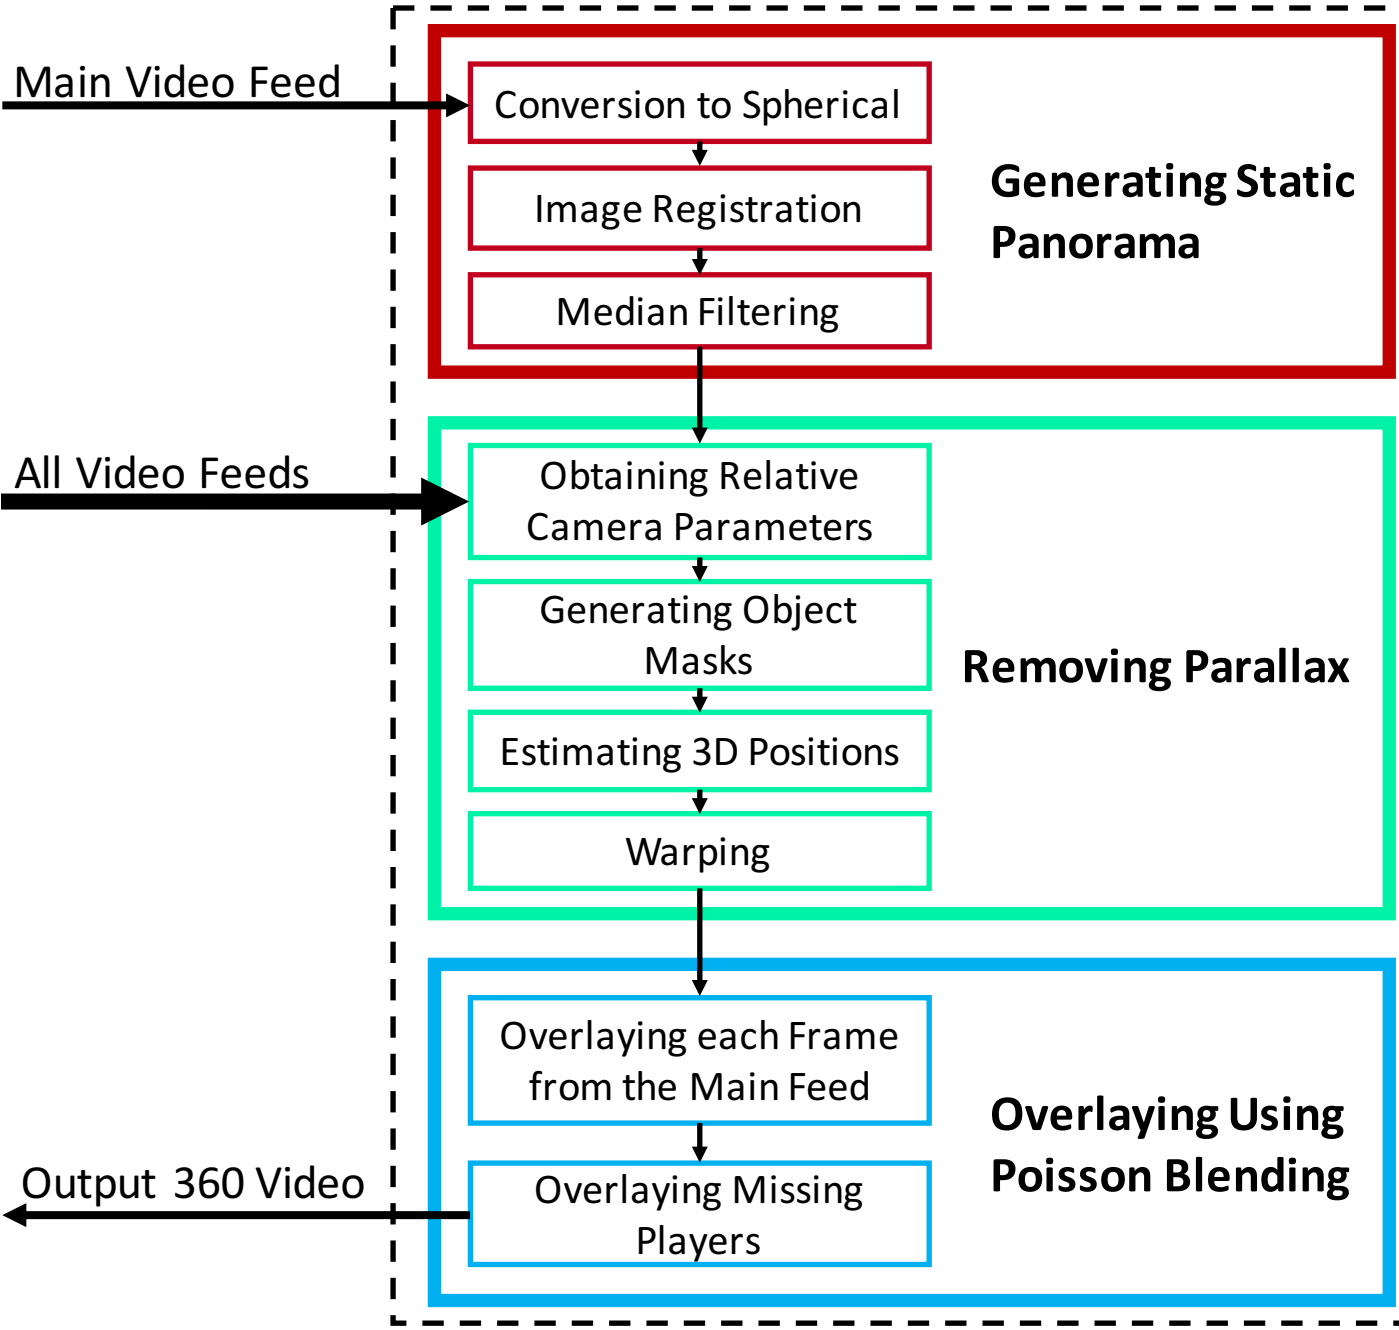 Main Video Feed
Conversion to Spherical
Image Registration
Median Filtering
Generating Static
Panorama
All Video Feeds
Obtaining Relative
Camera Parameters
Generating Object
Masks
Estimating 3D Positions
Warping
Removing Parallax
Overlaying each Frame
from the Main Feed
Overlaying Missing
Players
Overlaying Using
Poisson Blending
Output 360 Video